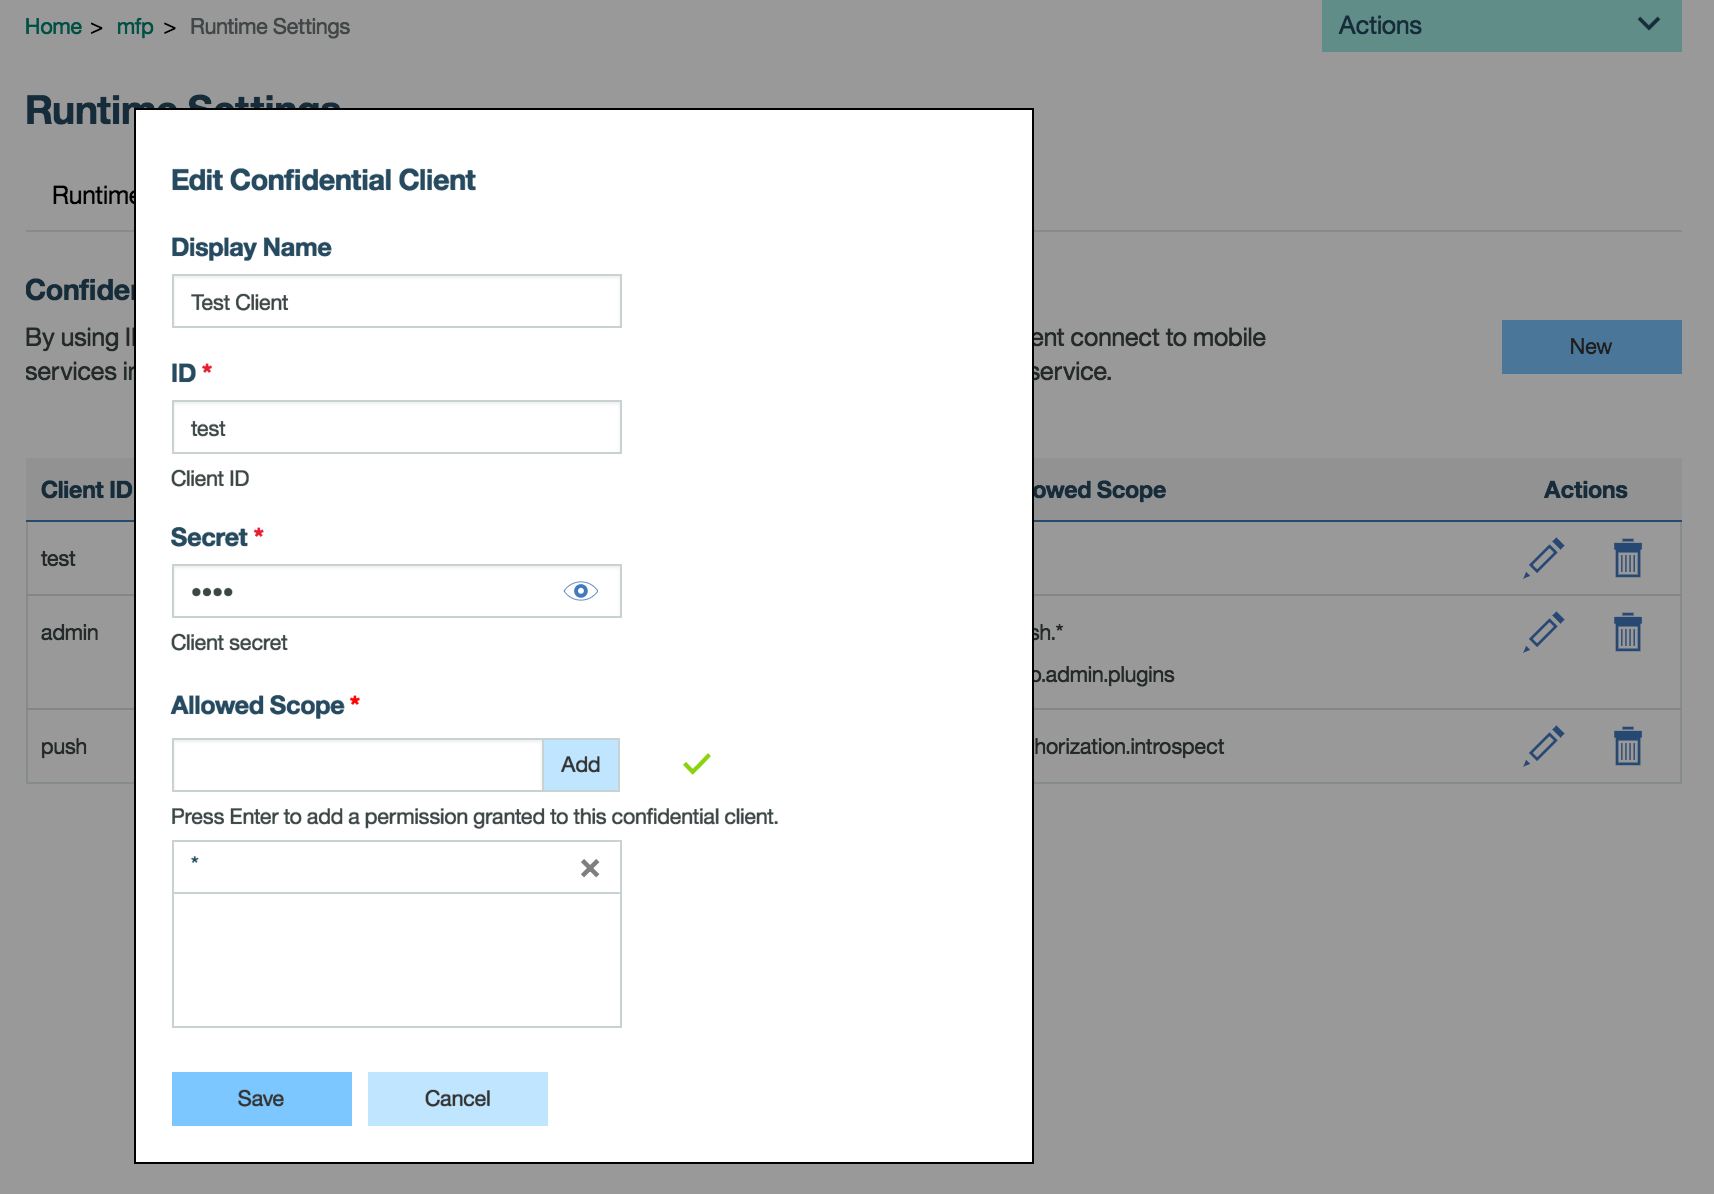 Home > mfp > Runtime Settings
Actions
Runtime Settings
Runtime
Edit Confidential Client
Display Name
Test Client
By using
ent connect to mobile
New
services
service.
ID *
test
Client ID
Client ID
owed Scope
Actions
Secret *
test
••••
Client secret
admin
sh.*
.admin.plugins
Allowed Scope *
push
horization.introspect
Add
Press Enter to add a permission granted to this confidential client.
*
Save
Cancel